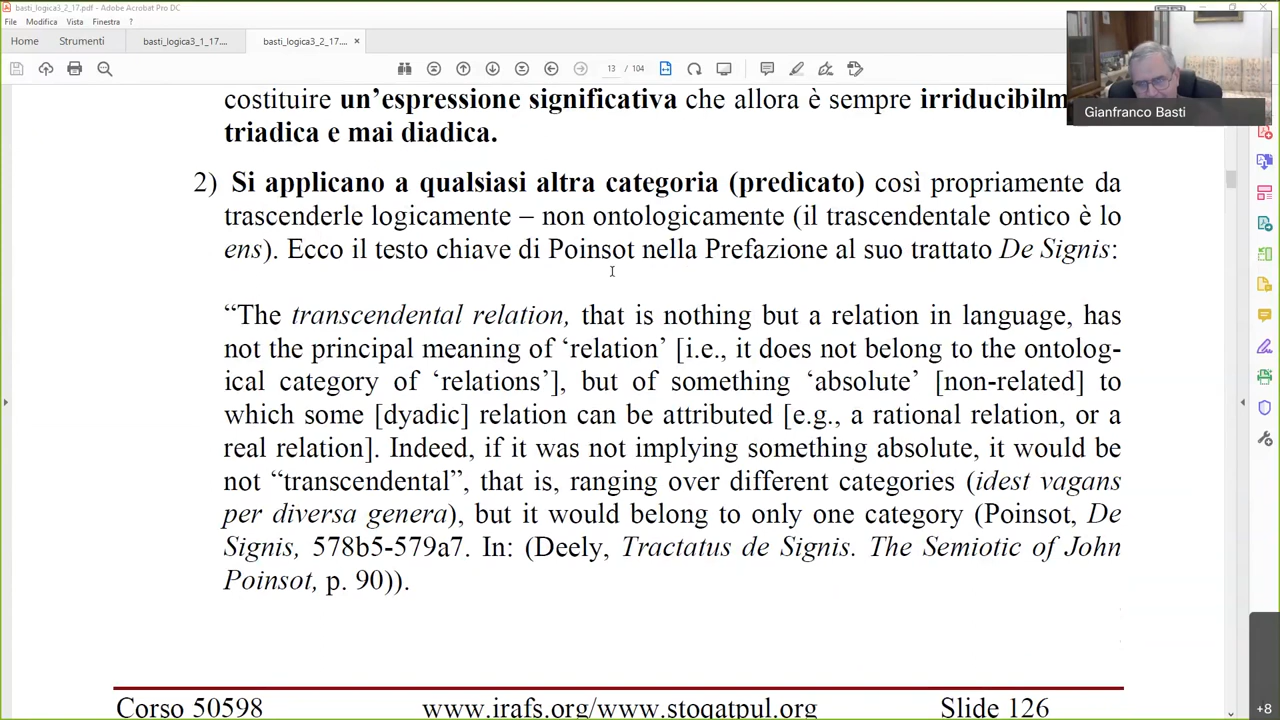 basti_logica3_2_17.pdf - Adobe Acrobat Pro DC
File Modifica Vista Finestra ?
Home Strumenti basti_logica3_1_17.... basti_logica3_2_17.... ×
13 / 104
Gianfranco Basti
costituire un'espressione significativa che allora è sempre
triadica e mai diadica.
2) Si applicano a qualsiasi altra categoria (predicato) così propriamente da
trascenderle logicamente – non ontologicamente (il trascendentale ontico è lo
ens). Ecco il testo chiave di Poinsot nella Prefazione al suo trattato De Signis:
“The transcendental relation, that is nothing but a relation in language, has
not the principal meaning of ‘relation’ [i.e., it does not belong to the ontolog-
ical category of ‘relations’], but of something ‘absolute’ [non-related] to
which some [dyadic] relation can be attributed [e.g., a rational relation, or a
real relation]. Indeed, if it was not implying something absolute, it would be
not “transcendental”, that is, ranging over different categories (idest vagans
per diversa genera), but it would belong to only one category (Poinsot, De
Signis, 578b5-579a7. In: (Deely, Tractatus de Signis. The Semiotic of John
Poinsot, p. 90)).
Corso 50598 www.irafs.org/www.stoqatpul.org Slide 126
+8